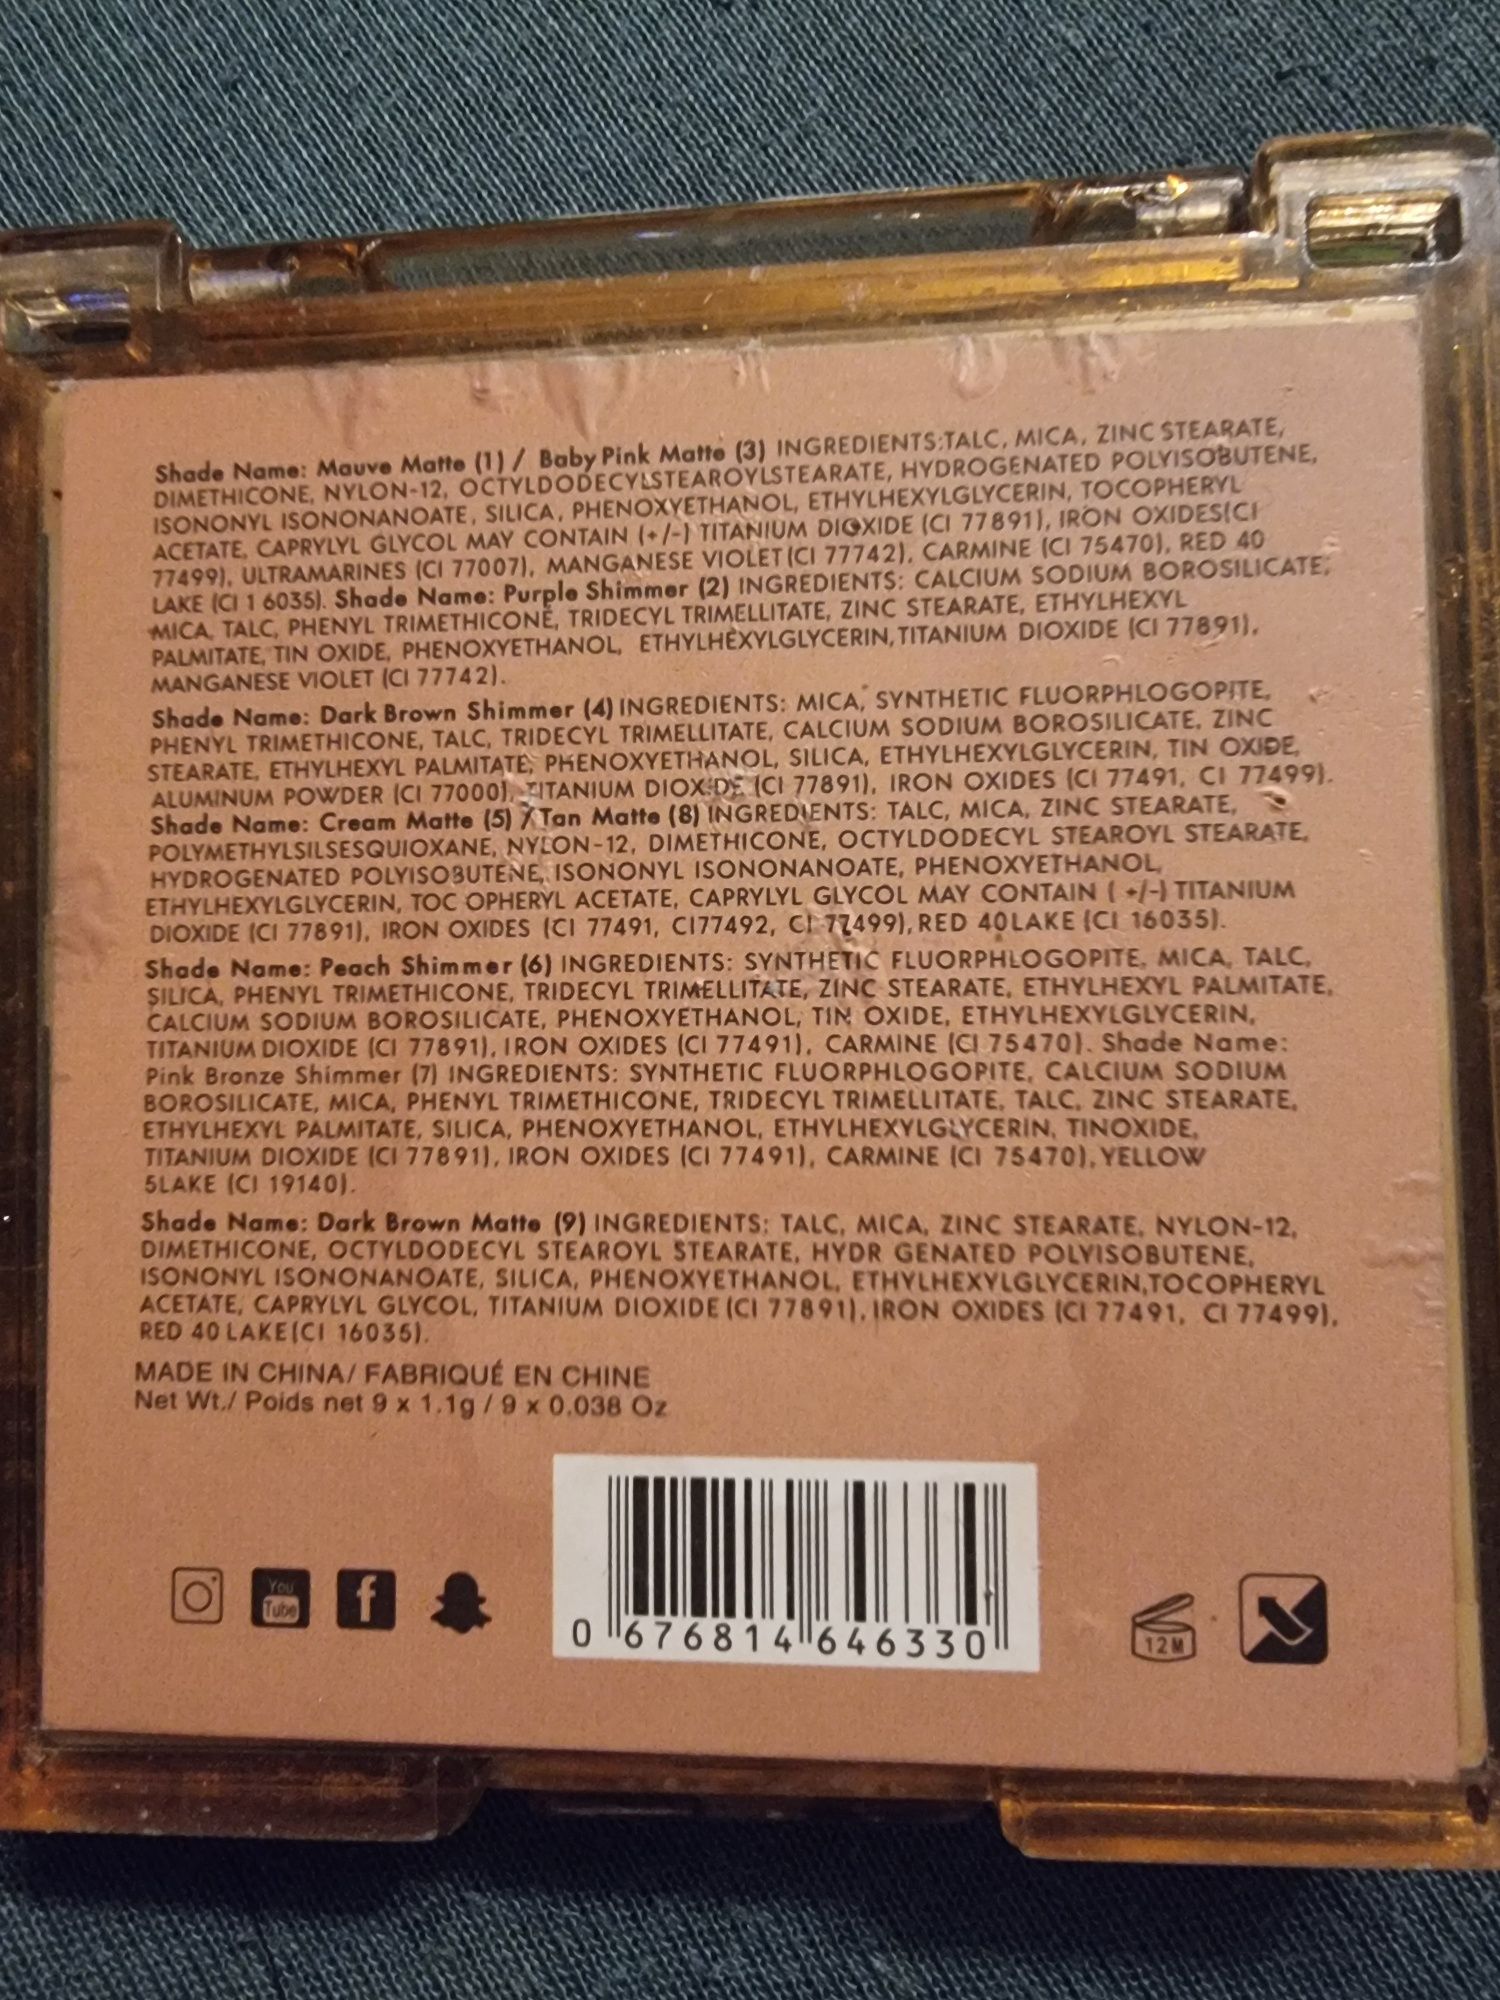 Shade Name: Mauve Matte (1) / Baby Pink Matte (3) INGREDIENTS:TALC, MICA, ZINC STEARATE,
DIMETHICONE, NYLON-12, OCTYLDODECYLSTEAROYLSTEARATE, HYDROGENATED POLYISOBUTENE,
ISONONYL ISONONANOATE, SILICA, PHENOXYETHANOL, ETHYLHEXYLGLYCERIN, TOCOPHERYL
ACETATE, CAPRYLYL GLYCOL MAY CONTAIN (+/-) TITANIUM DIOXIDE (CI 77891), IRON OXIDES(CI
77499), ULTRAMARINES (CI 77007), MANGANESE VIOLET (CI 77742), CARMINE (CI 75470), RED 40
LAKE (CI 1 6035). Shade Name: Purple Shimmer (2) INGREDIENTS: CALCIUM SODIUM BOROSILICATE,
MICA, TALC, PHENYL TRIMETHICONE, TRIDECYL TRIMELLITATE, ZINC STEARATE, ETHYLHEXYL
PALMITATE, TIN OXIDE, PHENOXYETHANOL, ETHYLHEXYLGLYCERIN, TITANIUM DIOXIDE (CI 77891),
MANGANESE VIOLET (CI 77742).
Shade Name: Dark Brown Shimmer (4) INGREDIENTS: MICA, SYNTHETIC FLUORPHLOGOPITE,
PHENYL TRIMETHICONE, TALC, TRIDECYL TRIMELLITATE, CALCIUM SODIUM BOROSILICATE, ZINC
STEARATE, ETHYLHEXYL PALMITATE, PHENOXYETHANOL, SILICA, ETHYLHEXYLGLYCERIN, TIN OXIDE,
ALUMINUM POWDER (CI 77000), TITANIUM DIOXIDE (CI 77891), IRON OXIDES (CI 77491, CI 77499).
Shade Name: Cream Matte (5) / Tan Matte (8) INGREDIENTS: TALC, MICA, ZINC STEARATE,
POLYMETHYLSILSESQUIOXANE, NYLON-12, DIMETHICONE, OCTYLDODECYL STEAROYL STEARATE,
HYDROGENATED POLYISOBUTENE, ISONONYL ISONONANOATE, PHENOXYETHANOL,
ETHYLHEXYLGLYCERIN, TOC OPHERYL ACETATE, CAPRYLYL GLYCOL MAY CONTAIN ( +/-) TITANIUM
DIOXIDE (CI 77891), IRON OXIDES (CI 77491, CI77492, CI 77499), RED 40LAKE (CI 16035).
Shade Name: Peach Shimmer (6) INGREDIENTS: SYNTHETIC FLUORPHLOGOPITE, MICA, TALC,
SILICA, PHENYL TRIMETHICONE, TRIDECYL TRIMELLITATE, ZINC STEARATE, ETHYLHEXYL PALMITATE,
CALCIUM SODIUM BOROSILICATE, PHENOXYETHANOL, TIN OXIDE, ETHYLHEXYLGLYCERIN,
TITANIUM DIOXIDE (CI 77891), IRON OXIDES (CI 77491), CARMINE (CI 75470). Shade Name:
Pink Bronze Shimmer (7) INGREDIENTS: SYNTHETIC FLUORPHLOGOPITE, CALCIUM SODIUM
BOROSILICATE, MICA, PHENYL TRIMETHICONE, TRIDECYL TRIMELLITATE, TALC, ZINC STEARATE,
ETHYLHEXYL PALMITATE, SILICA, PHENOXYETHANOL, ETHYLHEXYLGLYCERIN, TINOXIDE,
TITANIUM DIOXIDE (CI 77891), IRON OXIDES (CI 77491), CARMINE (CI 75470), YELLOW
5LAKE (CI 19140).
Shade Name: Dark Brown Matte (9) INGREDIENTS: TALC, MICA, ZINC STEARATE, NYLON-12,
DIMETHICONE, OCTYLDODECYL STEAROYL STEARATE, HYDR GENATED POLYISOBUTENE,
ISONONYL ISONONANOATE, SILICA, PHENOXYETHANOL, ETHYLHEXYLGLYCERIN,TOCOPHERYL
ACETATE, CAPRYLYL GLYCOL, TITANIUM DIOXIDE (CI 77891), IRON OXIDES (CI 77491, CI 77499),
RED 40 LAKE(CI 16035).
MADE IN CHINA/ FABRIQUÉ EN CHINE
Net Wt./ Poids net 9 x 1.1g / 9 x 0.038 Oz
You
Tube
f
0 676814 646330
12M